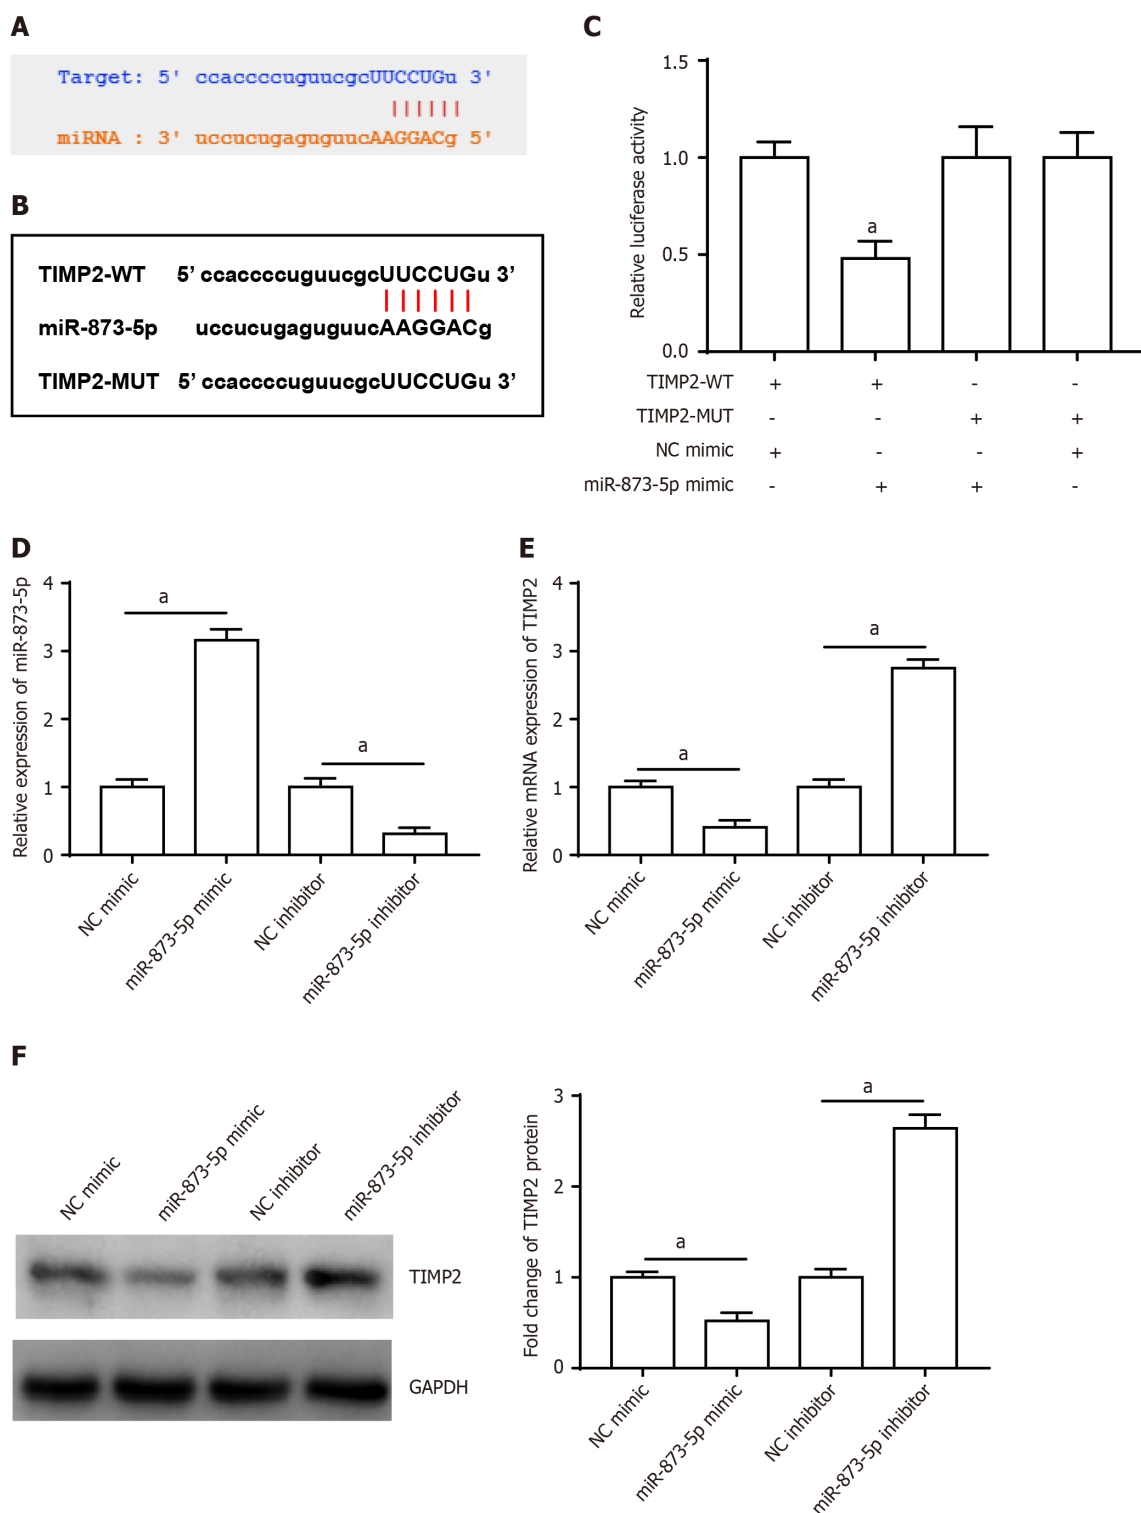 A
Target: 5' ccaccccuguucgcUUCCUGu 3'
miRNA : 3' uccucugaguguucAAGGACg 5'
B
TIMP2-WT 5’ ccaccccuguucgcUUCCUGu 3’
miR-873-5p uccucugaguguucAAGGACg
TIMP2-MUT 5’ ccaccccuguucgcUUCCUGu 3’
C
Relative luciferase activity
1.5
1.0
0.5
0.0
a
TIMP2-WT + + - -
TIMP2-MUT - - + +
NC mimic + - - +
miR-873-5p mimic - + + -
D
Relative expression of miR-873-5p
4
3
2
1
0
a
a
NC mimic
miR-873-5p mimic
NC inhibitor
miR-873-5p inhibitor
E
Relative mRNA expression of TIMP2
4
3
2
1
0
a
a
NC mimic
miR-873-5p mimic
NC inhibitor
miR-873-5p inhibitor
F
NC mimic
miR-873-5p mimic
NC inhibitor
miR-873-5p inhibitor
TIMP2
GAPDH
Fold change of TIMP2 protein
3
2
1
0
a
a
NC mimic
miR-873-5p mimic
NC inhibitor
miR-873-5p inhibitor